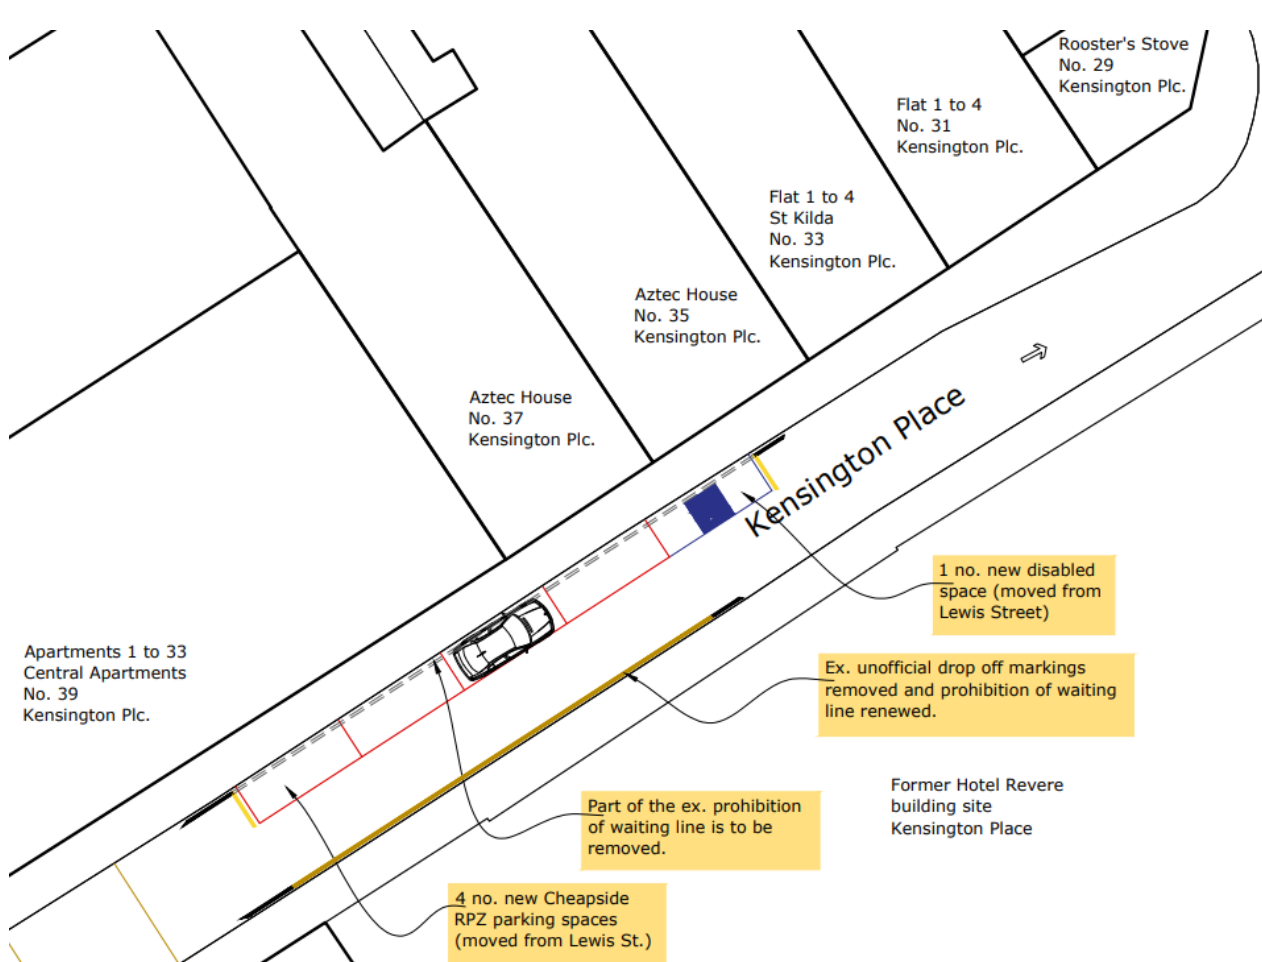 Rooster's Stove
No. 29
Kensington Plc.
Flat 1 to 4
No. 31
Kensington Plc.
Flat 1 to 4
St Kilda
No. 33
Kensington Plc.
Aztec House
No. 35
Kensington Plc.
Aztec House
No. 37
Kensington Plc.
Kensington Place
1 no. new disabled
space (moved from
Lewis Street)
Apartments 1 to 33
Central Apartments
No. 39
Kensington Plc.
Ex. unofficial drop off markings
removed and prohibition of waiting
line renewed.
Former Hotel Revere
building site
Kensington Place
Part of the ex. prohibition
of waiting line is to be
removed.
4 no. new Cheapside
RPZ parking spaces
(moved from Lewis St.)